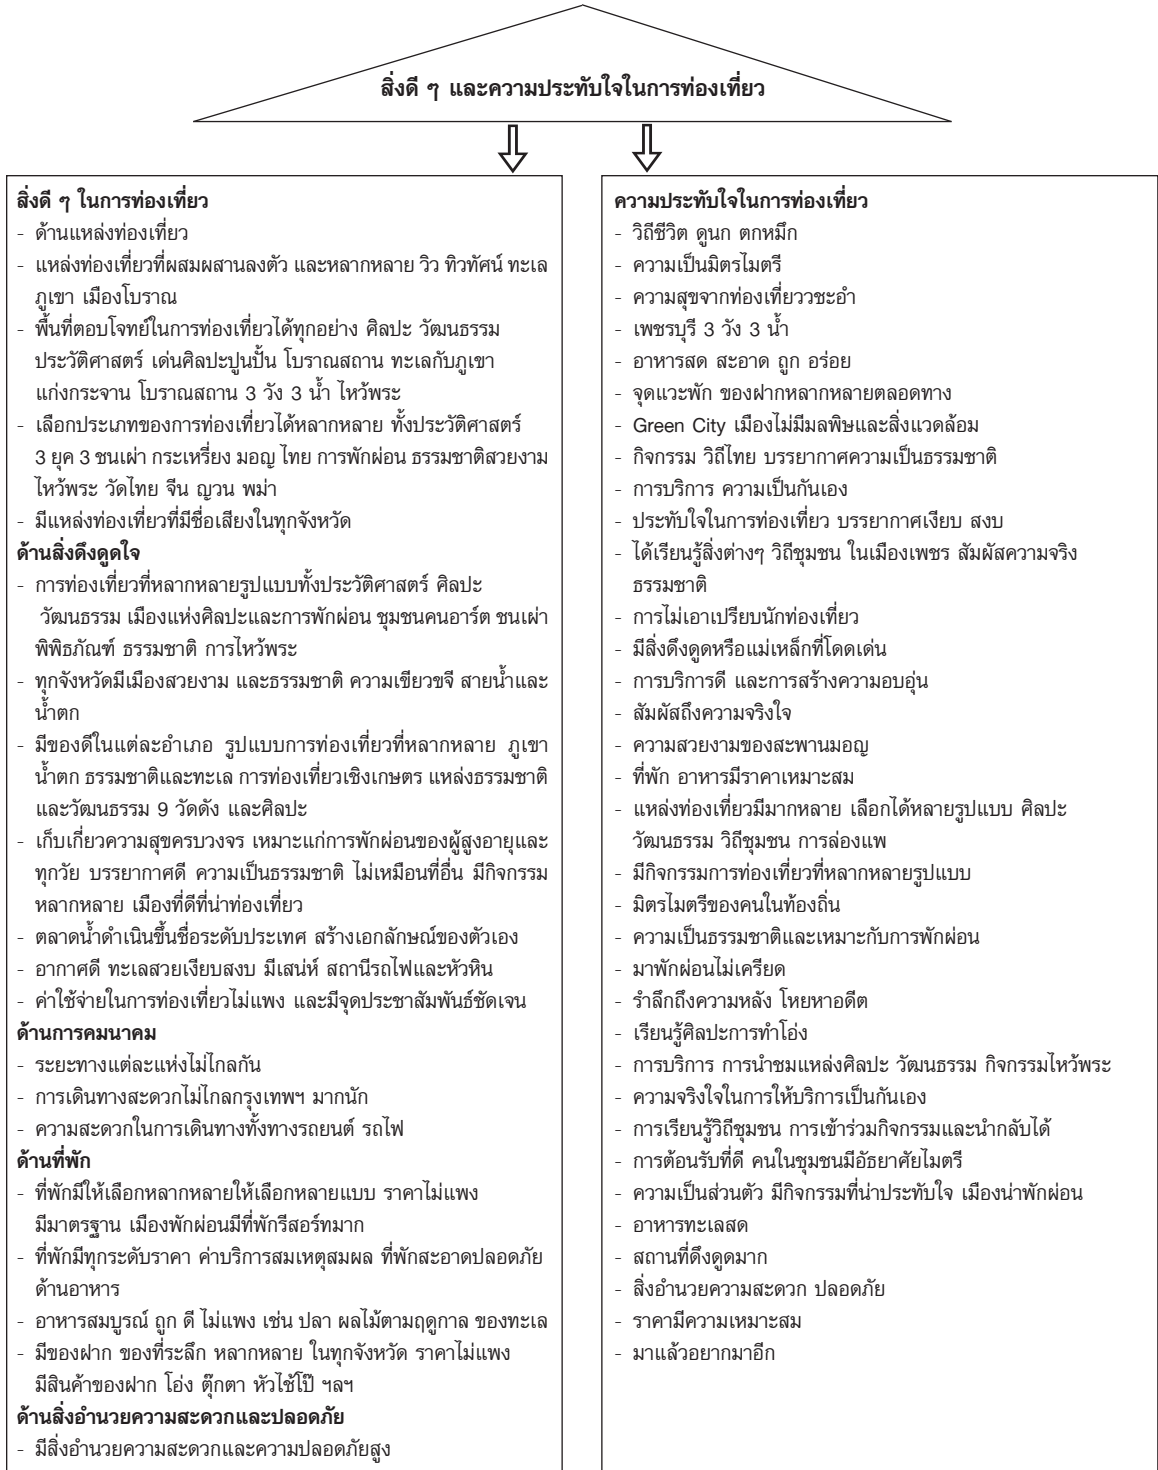 สิ่งดี ๆ และความประทับใจในการท่องเที่ยว
สิ่งดี ๆ ในการท่องเที่ยว
- ด้านแหล่งท่องเที่ยว
- แหล่งท่องเที่ยวที่ผสมผสานลงตัว และหลากหลาย วิว ทิวทัศน์ ทะเล
ภูเขา เมืองโบราณ
- พื้นที่ตอบโจทย์ในการท่องเที่ยวได้ทุกอย่าง ศิลปะ วัฒนธรรม
ประวัติศาสตร์ เด่นศิลปะปูนปั้น โบราณสถาน ทะเลกับภูเขา
แก่งกระจาน โบราณสถาน 3 วัง 3 น้ำ ไหว้พระ
- เลือกประเภทของการท่องเที่ยวได้หลากหลาย ทั้งประวัติศาสตร์
3 ยุค 3 ชนเผ่า กระเหรี่ยง มอญ ไทย การพักผ่อน ธรรมชาติสวยงาม
ไหว้พระ วัดไทย จีน ญวน พม่า
- มีแหล่งท่องเที่ยวที่มีชื่อเสียงในทุกจังหวัด
ด้านสิ่งดึงดูดใจ
- การท่องเที่ยวที่หลากหลายรูปแบบทั้งประวัติศาสตร์ ศิลปะ
วัฒนธรรม เมืองแห่งศิลปะและการพักผ่อน ชุมชนคนอาร์ต ชนเผ่า
พิพิธภัณฑ์ ธรรมชาติ การไหว้พระ
- ทุกจังหวัดมีเมืองสวยงาม และธรรมชาติ ความเขียวขจี สายน้ำและ
น้ำตก
- มีของดีในแต่ละอำเภอ รูปแบบการท่องเที่ยวที่หลากหลาย ภูเขา
น้ำตก ธรรมชาติและทะเล การท่องเที่ยวเชิงเกษตร แหล่งธรรมชาติ
และวัฒนธรรม 9 วัดดัง และศิลปะ
- เก็บเกี่ยวความสุขครบวงจร เหมาะแก่การพักผ่อนของผู้สูงอายุและ
ทุกวัย บรรยากาศดี ความเป็นธรรมชาติ ไม่เหมือนที่อื่น มีกิจกรรม
หลากหลาย เมืองที่ดีที่น่าท่องเที่ยว
- ตลาดน้ำดำเนินขึ้นชื่อระดับประเทศ สร้างเอกลักษณ์ของตัวเอง
- อากาศดี ทะเลสวยเงียบสงบ มีเสน่ห์ สถานีรถไฟและหัวหิน
- ค่าใช้จ่ายในการท่องเที่ยวไม่แพง และมีจุดประชาสัมพันธ์ชัดเจน
ด้านการคมนาคม
- ระยะทางแต่ละแห่งไม่ไกลกัน
- การเดินทางสะดวกไม่ไกลกรุงเทพฯ มากนัก
- ความสะดวกในการเดินทางทั้งทางรถยนต์ รถไฟ
ด้านที่พัก
- ที่พักมีให้เลือกหลากหลายให้เลือกหลายแบบ ราคาไม่แพง
มีมาตรฐาน เมืองพักผ่อนมีที่พักรีสอร์ทมาก
- ที่พักมีทุกระดับราคา ค่าบริการสมเหตุสมผล ที่พักสะอาดปลอดภัย
ด้านอาหาร
- อาหารสมบูรณ์ ถูก ดี ไม่แพง เช่น ปลา ผลไม้ตามฤดูกาล ของทะเล
- มีของฝาก ของที่ระลึก หลากหลาย ในทุกจังหวัด ราคาไม่แพง
มีสินค้าของฝาก โอ่ง ตุ๊กตา หัวไช้โป๊ ฯลฯ
ด้านสิ่งอำนวยความสะดวกและปลอดภัย
- มีสิ่งอำนวยความสะดวกและความปลอดภัยสูง
ความประทับใจในการท่องเที่ยว
- วิถีชีวิต ดูนก ตกหมึก
- ความเป็นมิตรไมตรี
- ความสุขจากท่องเที่ยววชะอำ
- เพชรบุรี 3 วัง 3 น้ำ
- อาหารสด สะอาด ถูก อร่อย
- จุดแวะพัก ของฝากหลากหลายตลอดทาง
- Green City เมืองไม่มีมลพิษและสิ่งแวดล้อม
- กิจกรรม วิถีไทย บรรยากาศความเป็นธรรมชาติ
- การบริการ ความเป็นกันเอง
- ประทับใจในการท่องเที่ยว บรรยากาศเงียบ สงบ
- ได้เรียนรู้สิ่งต่างๆ วิถีชุมชน ในเมืองเพชร สัมผัสความจริง
ธรรมชาติ
- การไม่เอาเปรียบนักท่องเที่ยว
- มีสิ่งดึงดูดหรือแม่เหล็กที่โดดเด่น
- การบริการดี และการสร้างความอบอุ่น
- สัมผัสถึงความจริงใจ
- ความสวยงามของสะพานมอญ
- ที่พัก อาหารมีราคาเหมาะสม
- แหล่งท่องเที่ยวมีมากหลาย เลือกได้หลายรูปแบบ ศิลปะ
วัฒนธรรม วิถีชุมชน การล่องแพ
- มีกิจกรรมการท่องเที่ยวที่หลากหลายรูปแบบ
- มิตรไมตรีของคนในท้องถิ่น
- ความเป็นธรรมชาติและเหมาะกับการพักผ่อน
- มาพักผ่อนไม่เครียด
- รำลึกถึงความหลัง โหยหาอดีต
- เรียนรู้ศิลปะการทำโอ่ง
- การบริการ การนำชมแหล่งศิลปะ วัฒนธรรม กิจกรรมไหว้พระ
- ความจริงใจในการให้บริการเป็นกันเอง
- การเรียนรู้วิถีชุมชน การเข้าร่วมกิจกรรมและนำกลับได้
- การต้อนรับที่ดี คนในชุมชนมีอัธยาศัยไมตรี
- ความเป็นส่วนตัว มีกิจกรรมที่น่าประทับใจ เมืองน่าพักผ่อน
- อาหารทะเลสด
- สถานที่ดึงดูดมาก
- สิ่งอำนวยความสะดวก ปลอดภัย
- ราคามีความเหมาะสม
- มาแล้วอยากมาอีก